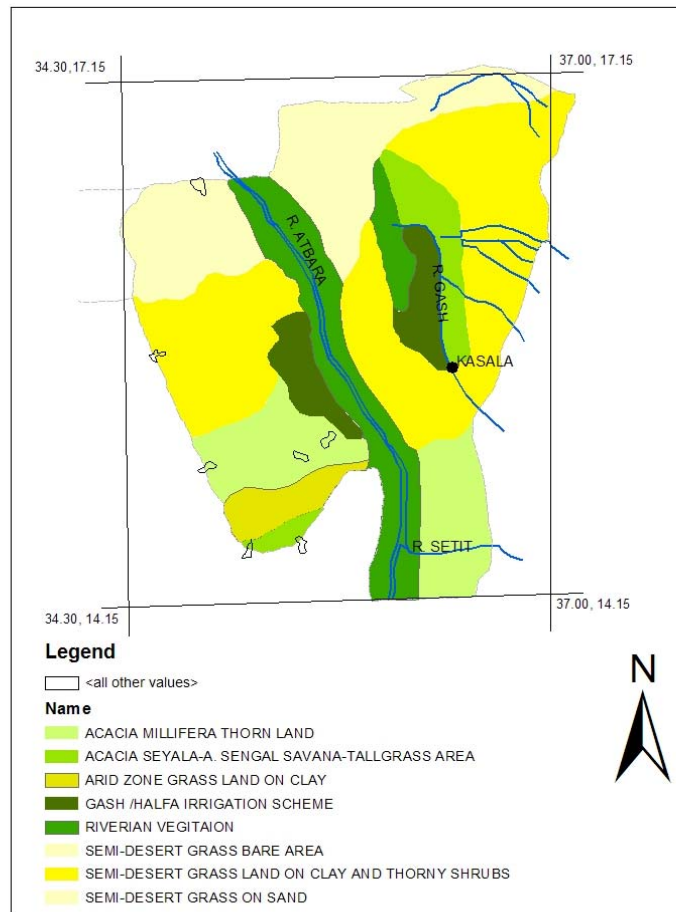 34.30,17.15
37.00, 17.15
R. ATBARA
R. GASH
KASALA
R. SETIT
34.30, 14.15
37.00, 14.15
Legend
<all other values>
Name
ACACIA MILLIFERA THORN LAND
ACACIA SEYALA-A. SENGAL SAVANA-TALLGRASS AREA
ARID ZONE GRASS LAND ON CLAY
GASH /HALFA IRRIGATION SCHEME
RIVERIAN VEGITAION
SEMI-DESERT GRASS BARE AREA
SEMI-DESERT GRASS LAND ON CLAY AND THORNY SHRUBS
SEMI-DESERT GRASS ON SAND
N